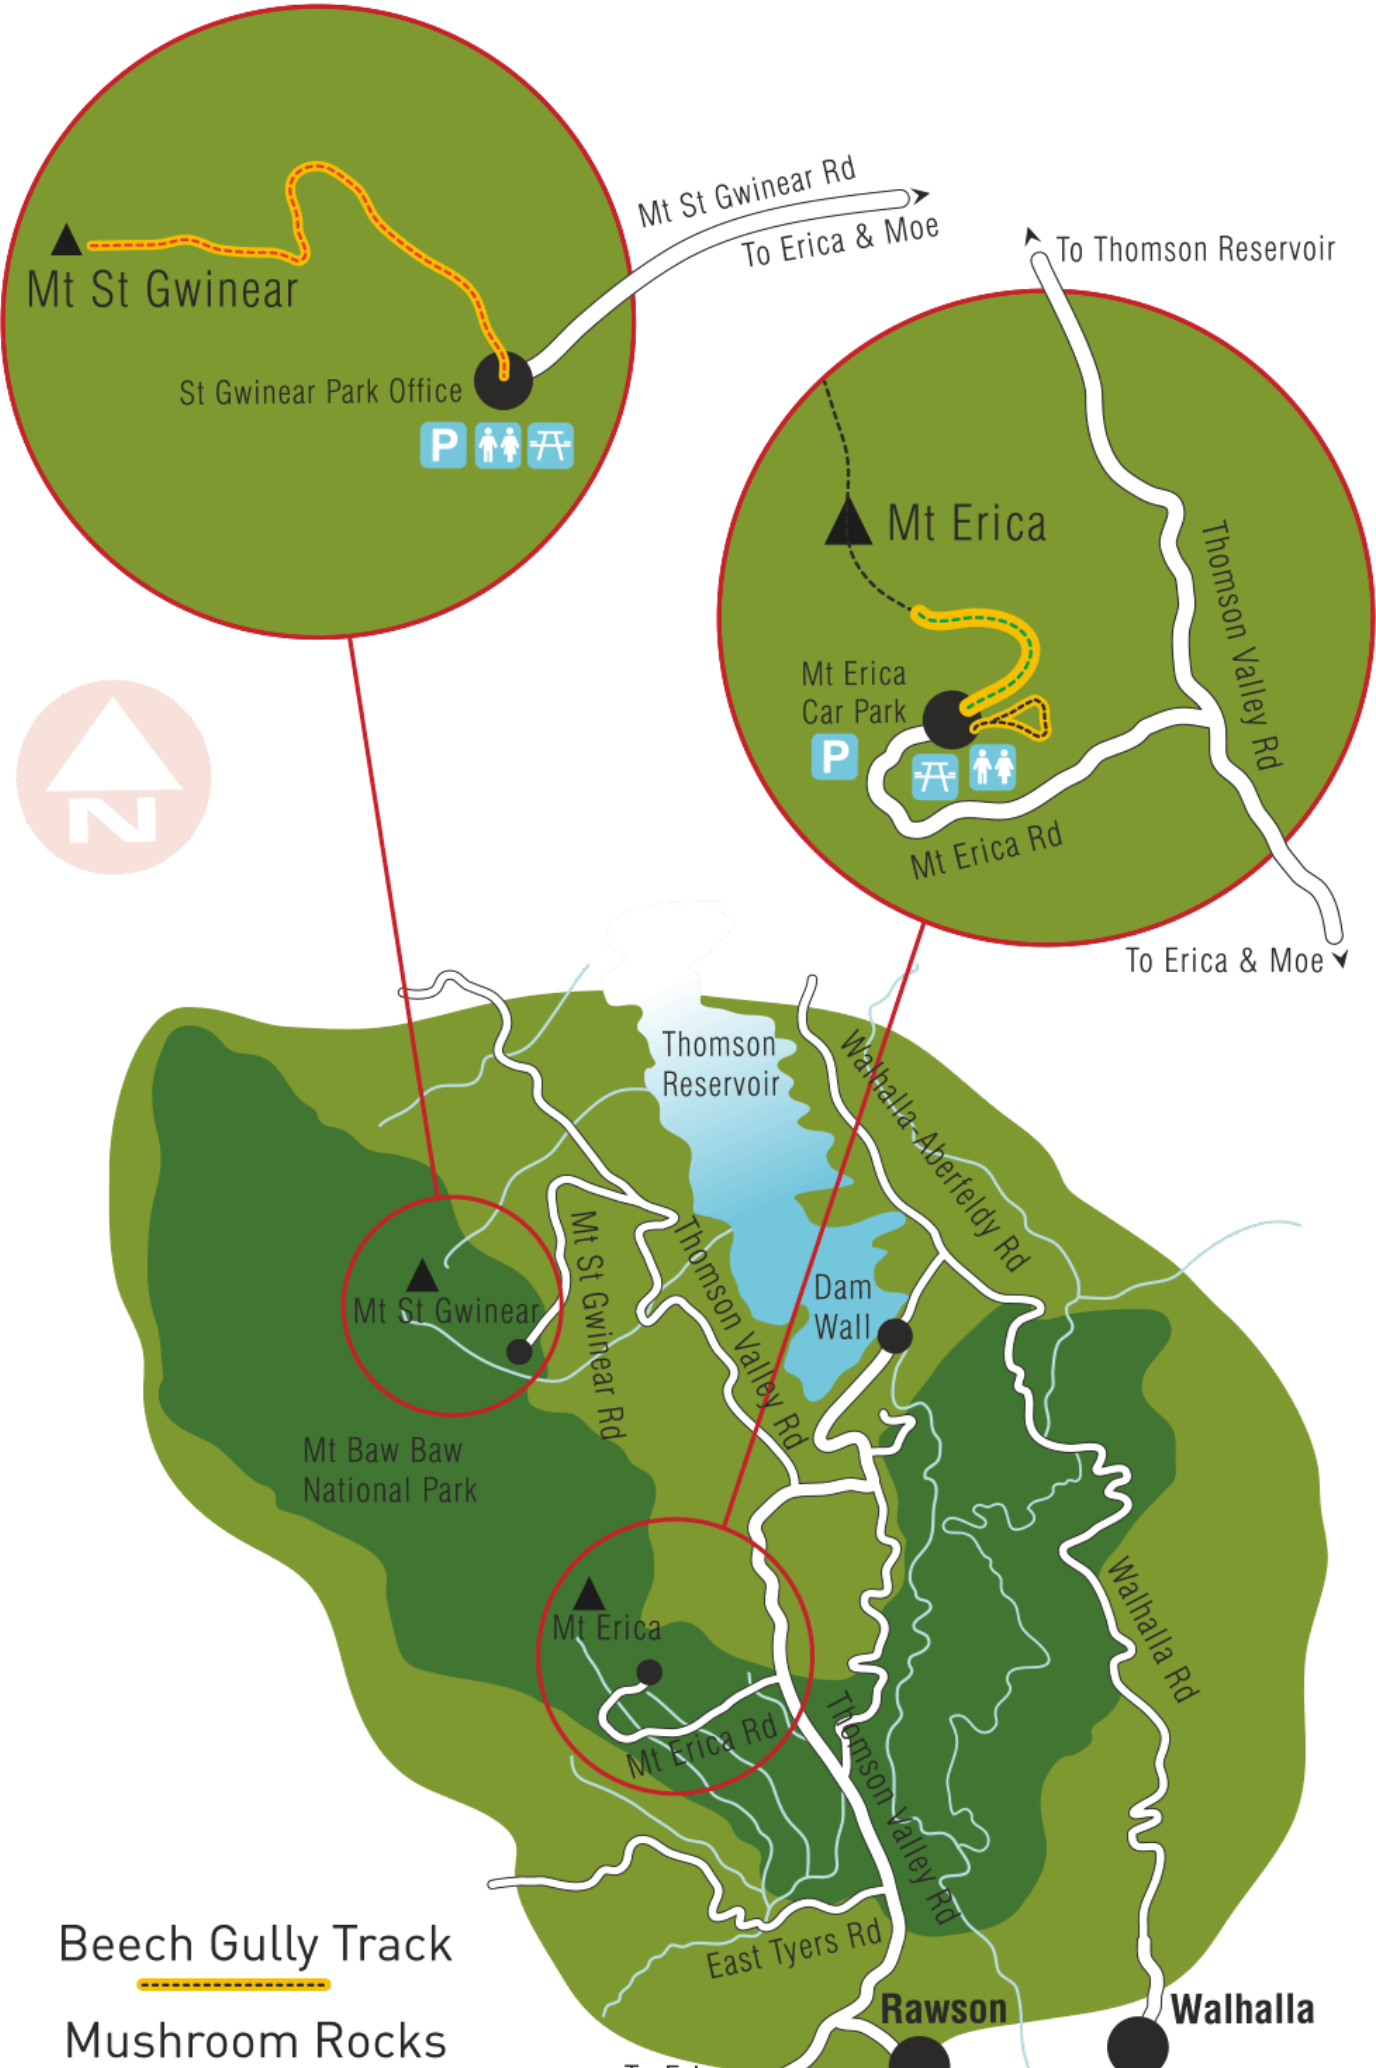 Mt St Gwinear Rd
To Erica & Moe
Mt St Gwinear
St Gwinear Park Office
P
To Thomson Reservoir
Mt Erica
Thomson Valley Rd
Mt Erica
Car Park
P
Mt Erica Rd
To Erica & Moe
N
Thomson
Reservoir
Walhalla-Aberfeldy Rd
Mt St Gwinear
Mt St Gwinear Rd
Thomson Valley Rd
Dam
Wall
Mt Baw Baw
National Park
Mt Erica
Mt Erica Rd
Walhalla Rd
Thomson Valley Rd
East Tyers Rd
Beech Gully Track
Mushroom Rocks
Rawson
Walhalla